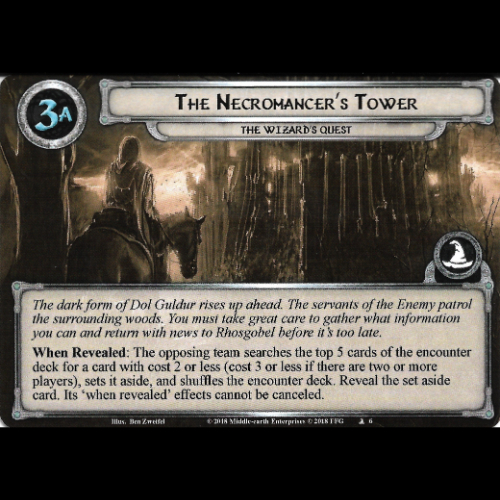 3A
THE NECROMANCER'S TOWER
THE WIZARD'S QUEST
The dark form of Dol Guldur rises up ahead. The servants of the Enemy patrol
the surrounding woods. You must take great care to gather what information
you can and return with news to Rhosgobel before it's too late.
When Revealed: The opposing team searches the top 5 cards of the encounter
deck for a card with cost 2 or less (cost 3 or less if there are two or more
players), sets it aside, and shuffles the encounter deck. Reveal the set aside
card. Its 'when revealed' effects cannot be canceled.
Illus. Ben Zweifel © 2018 Middle-earth Enterprises © 2018 FFG 6